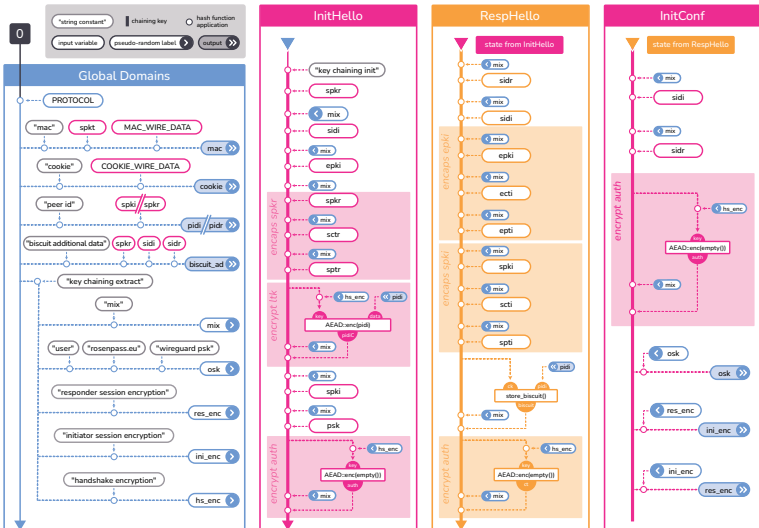 "string constant"
chaining key
hash function
application
input variable
pseudo-random label
output
0
Global Domains
PROTOCOL
"mac"
spkt
MAC_WIRE_DATA
mac
"cookie"
COOKIE_WIRE_DATA
cookie
"peer id"
spki
spkr
pidi
pidr
"biscuit additional data"
spkr
sidi
sidr
biscuit_ad
"key chaining extract"
"mix"
mix
"user"
"rosenpass.eu"
"wireguard psk"
osk
"responder session encryption"
res_enc
"initiator session encryption"
ini_enc
"handshake encryption"
hs_enc
InitHello
"key chaining init"
spkr
mix
sidi
mix
epki
mix
encaps spkr
spkr
mix
sctr
mix
sptr
encrypt ltk
hs_enc
pidi
key
data
AEAD::enc(pidi)
pidiC
mix
mix
spki
mix
psk
encrypt auth
hs_enc
key
AEAD::enc(empty())
auth
mix
RespHello
state from InitHello
mix
sidr
mix
sidi
encaps epki
mix
epki
mix
ecti
mix
epti
encaps spki
mix
spki
mix
scti
mix
spti
pidi
ck
pidi
store_biscuit()
biscuit
mix
encrypt auth
hs_enc
key
AEAD::enc(empty())
ct
mix
InitConf
state from RespHello
mix
sidi
mix
sidr
encrypt auth
hs_enc
key
AEAD::enc(empty())
auth
mix
osk
osk
res_enc
ini_enc
ini_enc
res_enc